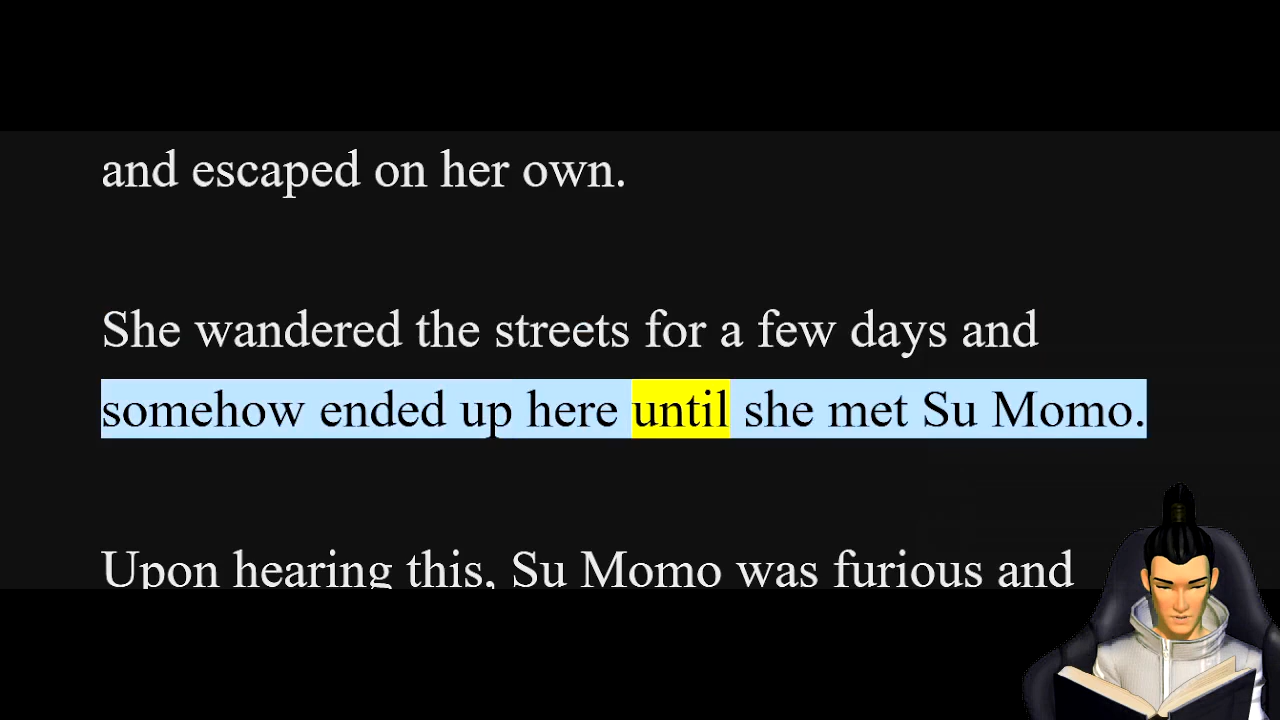 and escaped on her own.
She wandered the streets for a few days and
somehow ended up here until she met Su Momo.
Upon hearing this, Su Momo was furious and